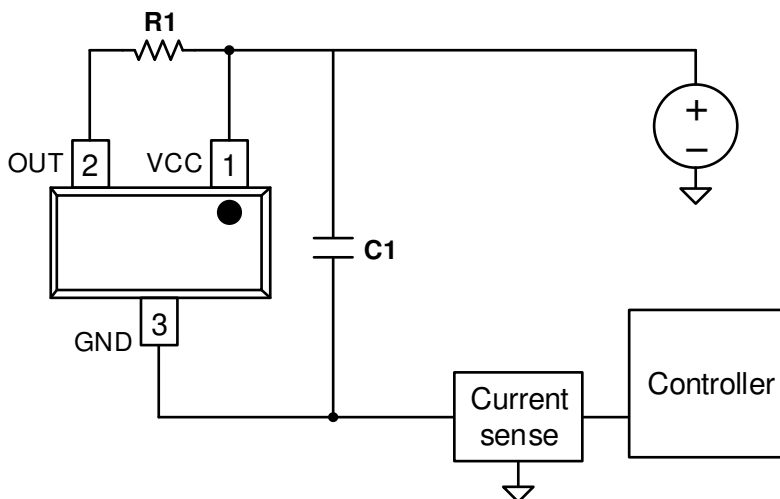 R1
OUT 2 VCC 1
+
−
C1
3
GND
Current
sense
Controller